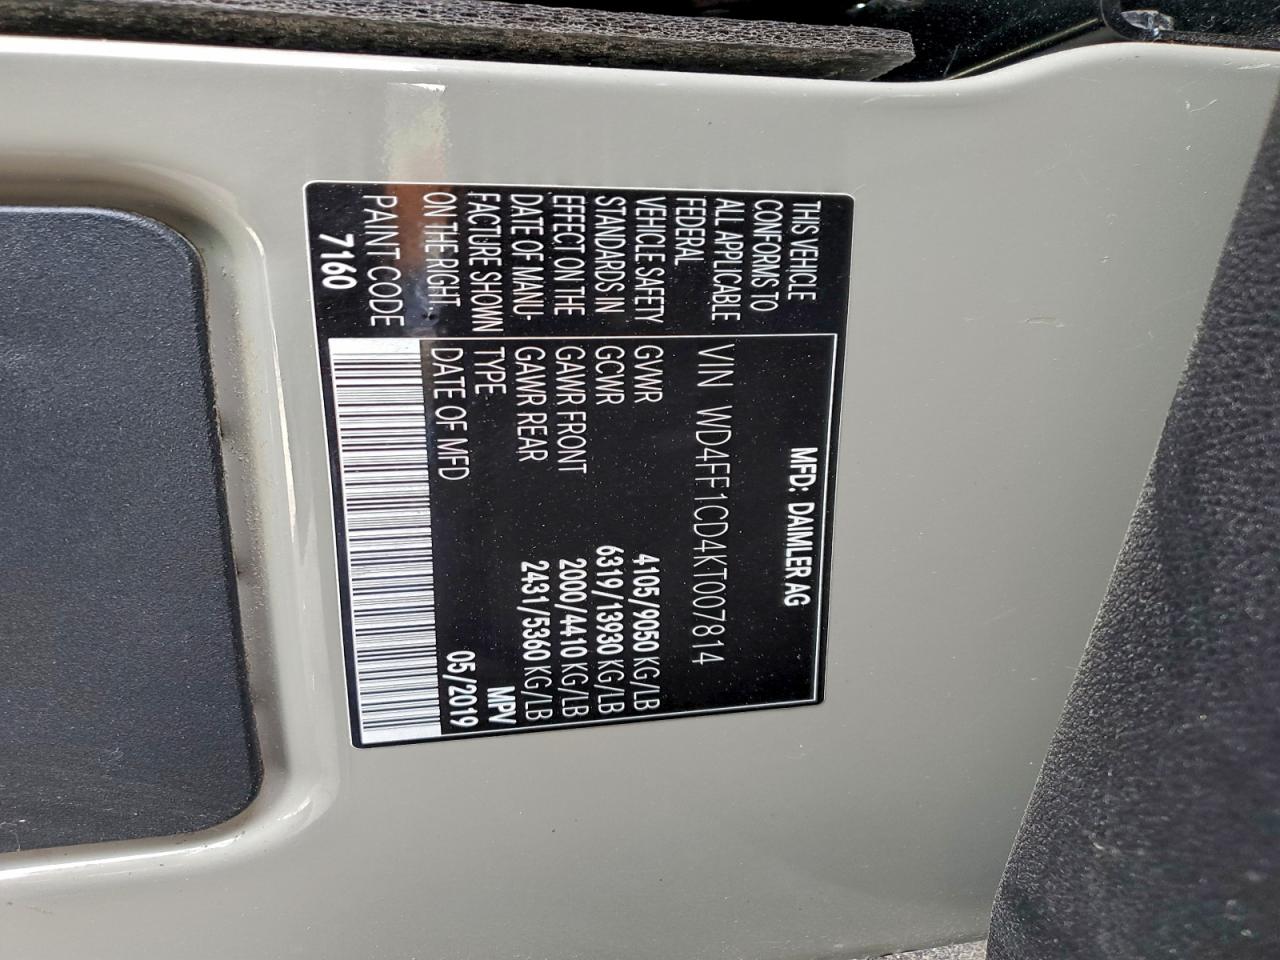 MFD: DAIMLER AG
THIS VEHICLE
CONFORMS TO
ALL APPLICABLE
FEDERAL
VEHICLE SAFETY
STANDARDS IN
EFFECT ON THE
DATE OF MANU-
FACTURE SHOWN
ON THE RIGHT.
PAINT CODE
7160
VIN WD4FF1CD4KT007814
GVWR 4105/9050 KG/LB
GCWR 6319/13930 KG/LB
GAWR FRONT 2000/4410 KG/LB
GAWR REAR 2431/5360 KG/LB
TYPE MPV
DATE OF MFD 05/2019